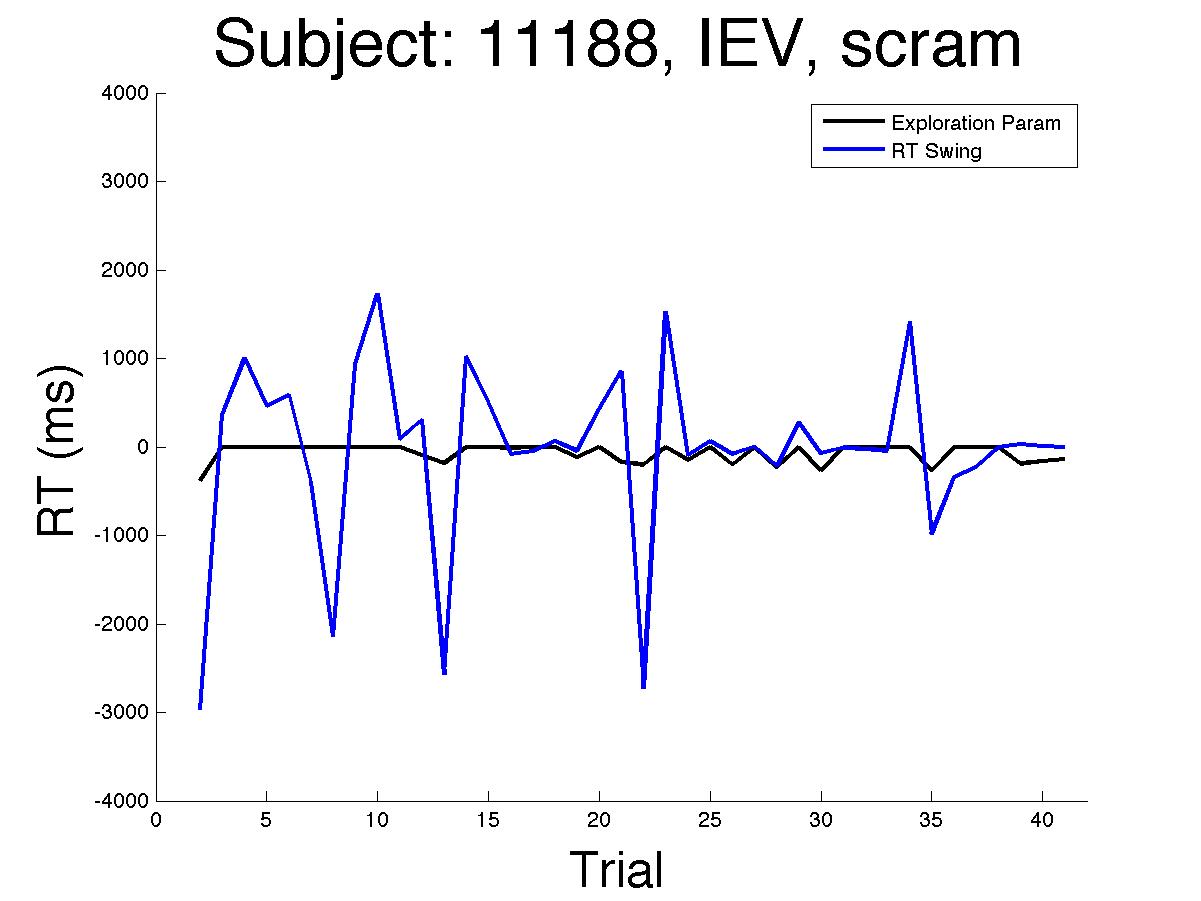 Subject: 11188, IEV, scram
4000
Exploration Param
RT Swing
3000
2000
1000
0
-1000
-2000
-3000
-4000
RT (ms)
0 5 10 15 20 25 30 35 40
Trial